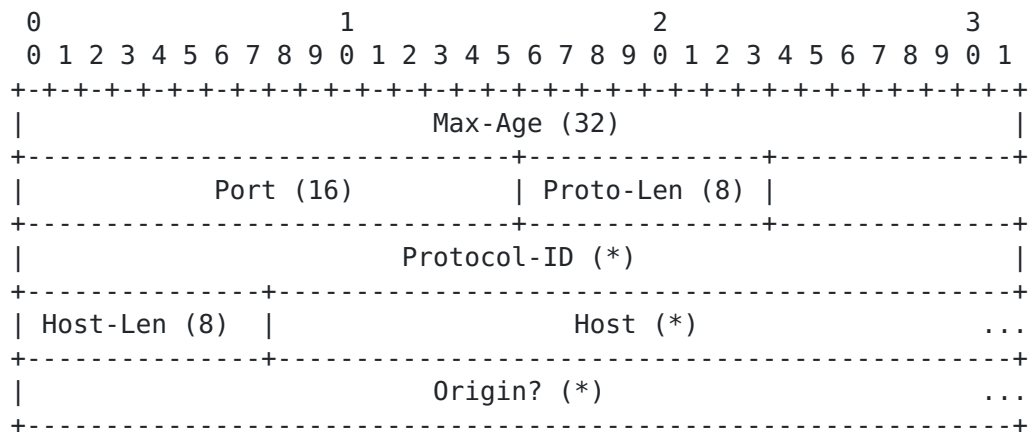 0                   1                   2                   3
0 1 2 3 4 5 6 7 8 9 0 1 2 3 4 5 6 7 8 9 0 1 2 3 4 5 6 7 8 9 0 1
+-+-+-+-+-+-+-+-+-+-+-+-+-+-+-+-+-+-+-+-+-+-+-+-+-+-+-+-+-+-+-+-+
|                          Max-Age (32)                         |
+-------------------------------+---------------+---------------+
|            Port (16)          | Proto-Len (8) |
+-------------------------------+---------------+---------------+
|                        Protocol-ID (*)                        |
+---------------+-----------------------------------------------+
| Host-Len (8)  |                   Host (*)                  ...
+---------------+-----------------------------------------------+
|                          Origin? (*)                        ...
+---------------------------------------------------------------+